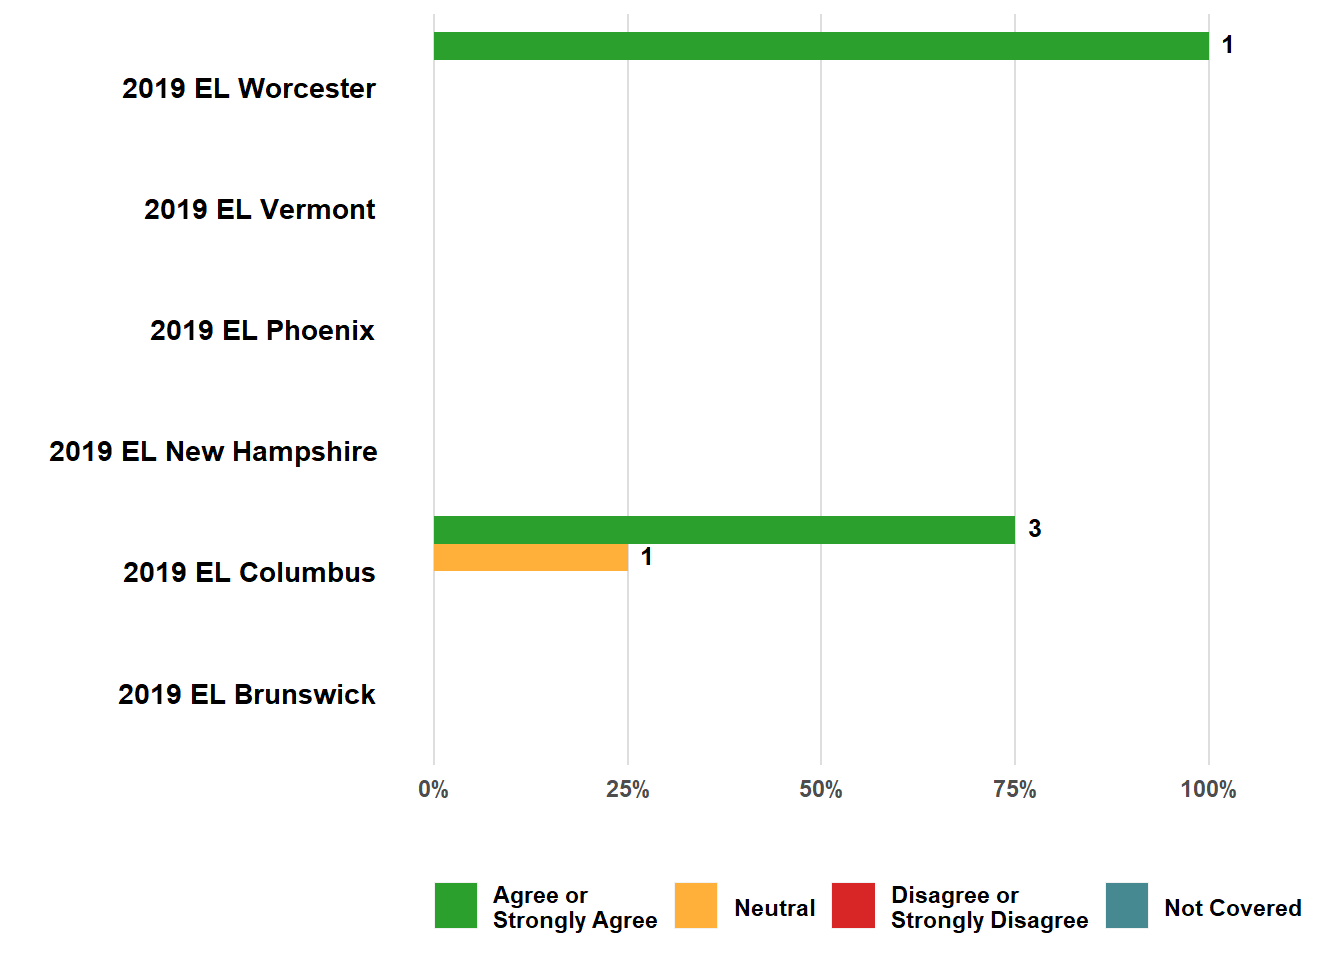 1
2019 EL Worcester
2019 EL Vermont
2019 EL Phoenix
2019 EL New Hampshire
3
1
2019 EL Columbus
2019 EL Brunswick
0% 25% 50% 75% 100%
Agree or
Strongly Agree
Neutral
Disagree or
Strongly Disagree
Not Covered